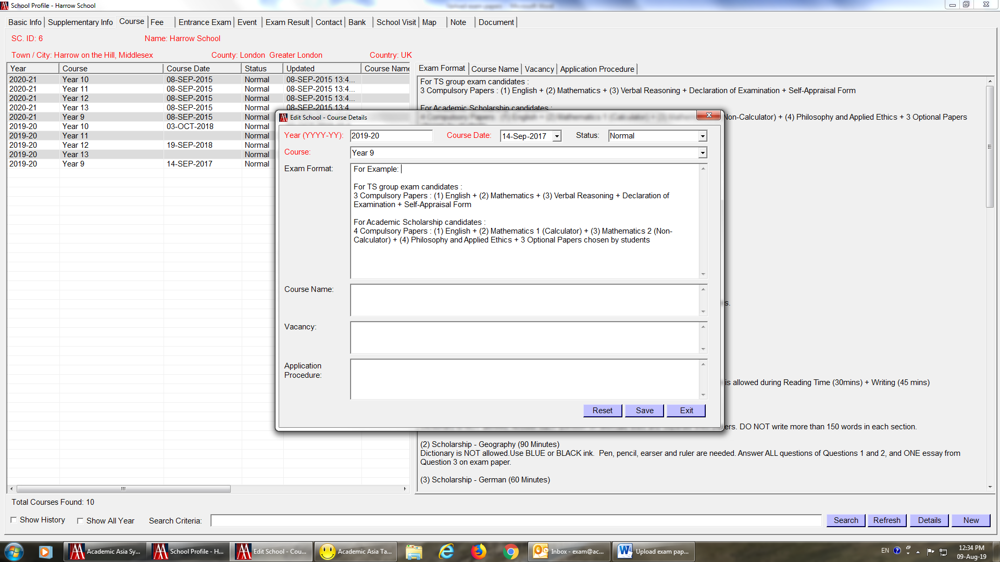 School Profile - Harrow School
Basic Info Supplementary Info Course Fee Entrance Exam Event Exam Result Contact Bank School Visit Map Note Document
SC. ID: 6 Name: Harrow School
Town / City: Harrow on the Hill, Middlesex County: London Greater London Country: UK
Year Course Course Date Status Updated Course Name
2020-21 Year 10 08-SEP-2015 Normal 08-SEP-2015 13:4...
2020-21 Year 11 08-SEP-2015 Normal 08-SEP-2015 13:4...
2020-21 Year 12 08-SEP-2015 Normal 08-SEP-2015 13:4...
2020-21 Year 13 08-SEP-2015 Normal 08-SEP-2015 13:4
2020-21 Year 9 08-SEP-2015 Normal
2019-20 Year 10 03-OCT-2018 Normal
2019-20 Year 11 Normal
2019-20 Year 12 19-SEP-2018 Normal
2019-20 Year 13 Normal
2019-20 Year 9 14-SEP-2017 Normal
Exam Format Course Name Vacancy Application Procedure
For TS group exam candidates :
3 Compulsory Papers : (1) English + (2) Mathematics + (3) Verbal Reasoning + Declaration of Examination + Self-Appraisal Form
For Academic Scholarship candidates :
Non-Calculator) + (4) Philosophy and Applied Ethics + 3 Optional Papers
Edit School - Course Details
Year (YYYY-YY): 2019-20 Course Date: 14-Sep-2017 Status: Normal
Course: Year 9
Exam Format: For Example:
For TS group exam candidates :
3 Compulsory Papers : (1) English + (2) Mathematics + (3) Verbal Reasoning + Declaration of
Examination + Self-Appraisal Form
For Academic Scholarship candidates :
4 Compulsory Papers : (1) English + (2) Mathematics 1 (Calculator) + (3) Mathematics 2 (Non-
Calculator) + (4) Philosophy and Applied Ethics + 3 Optional Papers chosen by students
Course Name:
Vacancy:
Application
Procedure:
Reset Save Exit
s.
is allowed during Reading Time (30mins) + Writing (45 mins)
ers. DO NOT write more than 150 words in each section.
(2) Scholarship - Geography (90 Minutes)
Dictionary is NOT allowed.Use BLUE or BLACK ink. Pen, pencil, earser and ruler are needed. Answer ALL questions of Questions 1 and 2, and ONE essay from
Question 3 on exam paper.
(3) Scholarship - German (60 Minutes)
Total Courses Found: 10
Show History Show All Year Search Criteria: Search Refresh Details New
Academic Asia Sy... School Profile - H... Edit School - Cou... Academic Asia Ta... Inbox - exam@ac... Upload exam pap... EN 12:34 PM
09-Aug-19